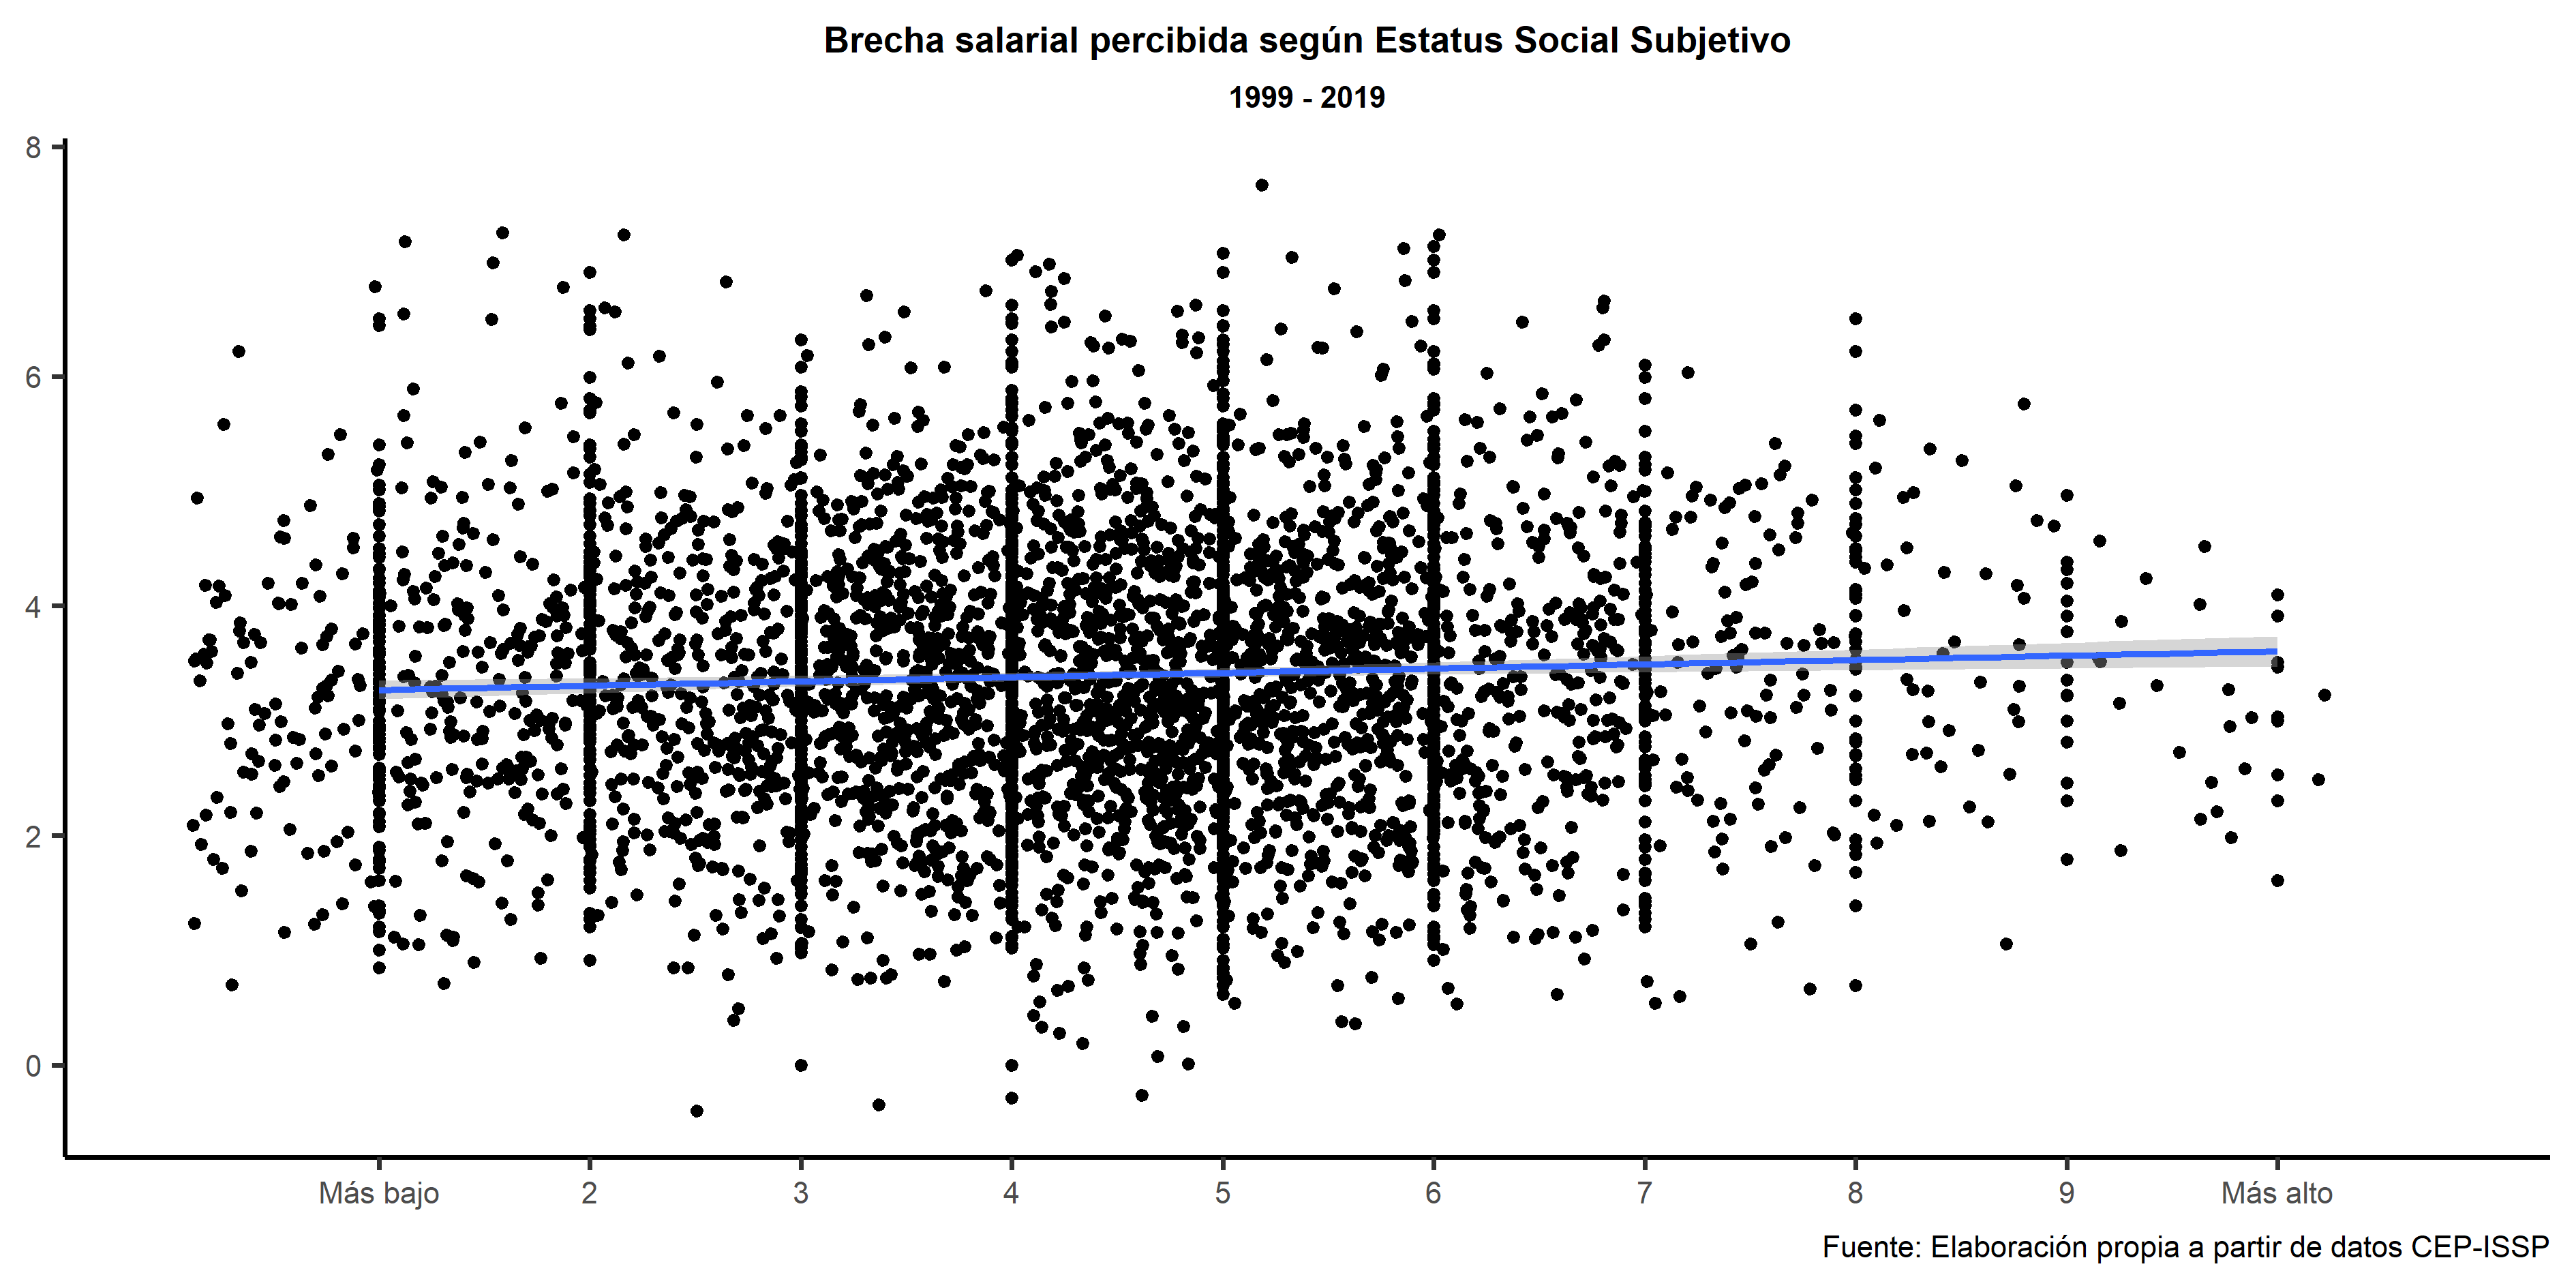 Brecha salarial percibida según Estatus Social Subjetivo
1999 - 2019
8
6
4
2
0
Más bajo 2 3 4 5 6 7 8 9 Más alto
Fuente: Elaboración propia a partir de datos CEP-ISSP